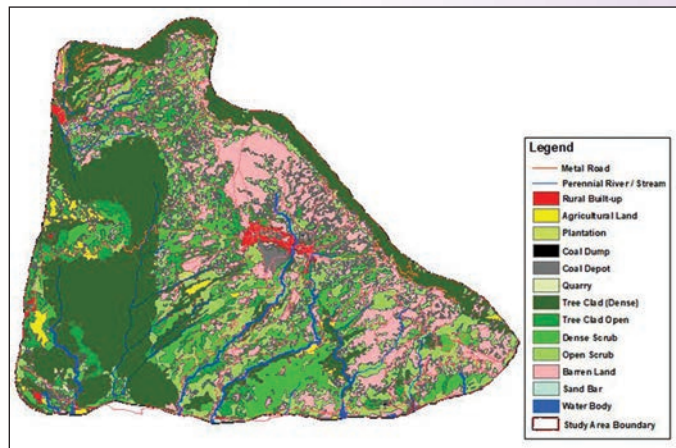 Legend
Metal Road
Perennial River / Stream
Rural Built-up
Agricultural Land
Plantation
Coal Dump
Coal Depot
Quarry
Tree Clad (Dense)
Tree Clad Open
Dense Scrub
Open Scrub
Barren Land
Sand Bar
Water Body
Study Area Boundary